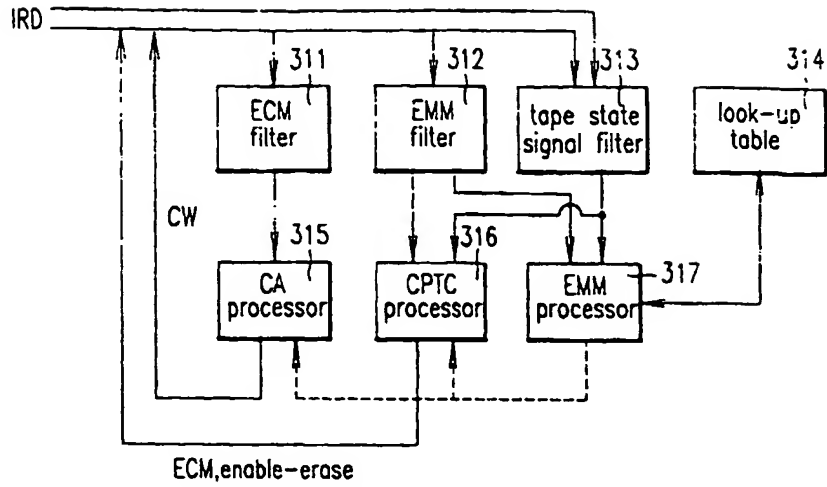 IRD
311
312
313
314
ECM
filter
EMM
filter
tape state
signal filter
look-up
table
CW
315
316
317
CA
processor
CPTC
processor
EMM
processor
ECM,enable-erase